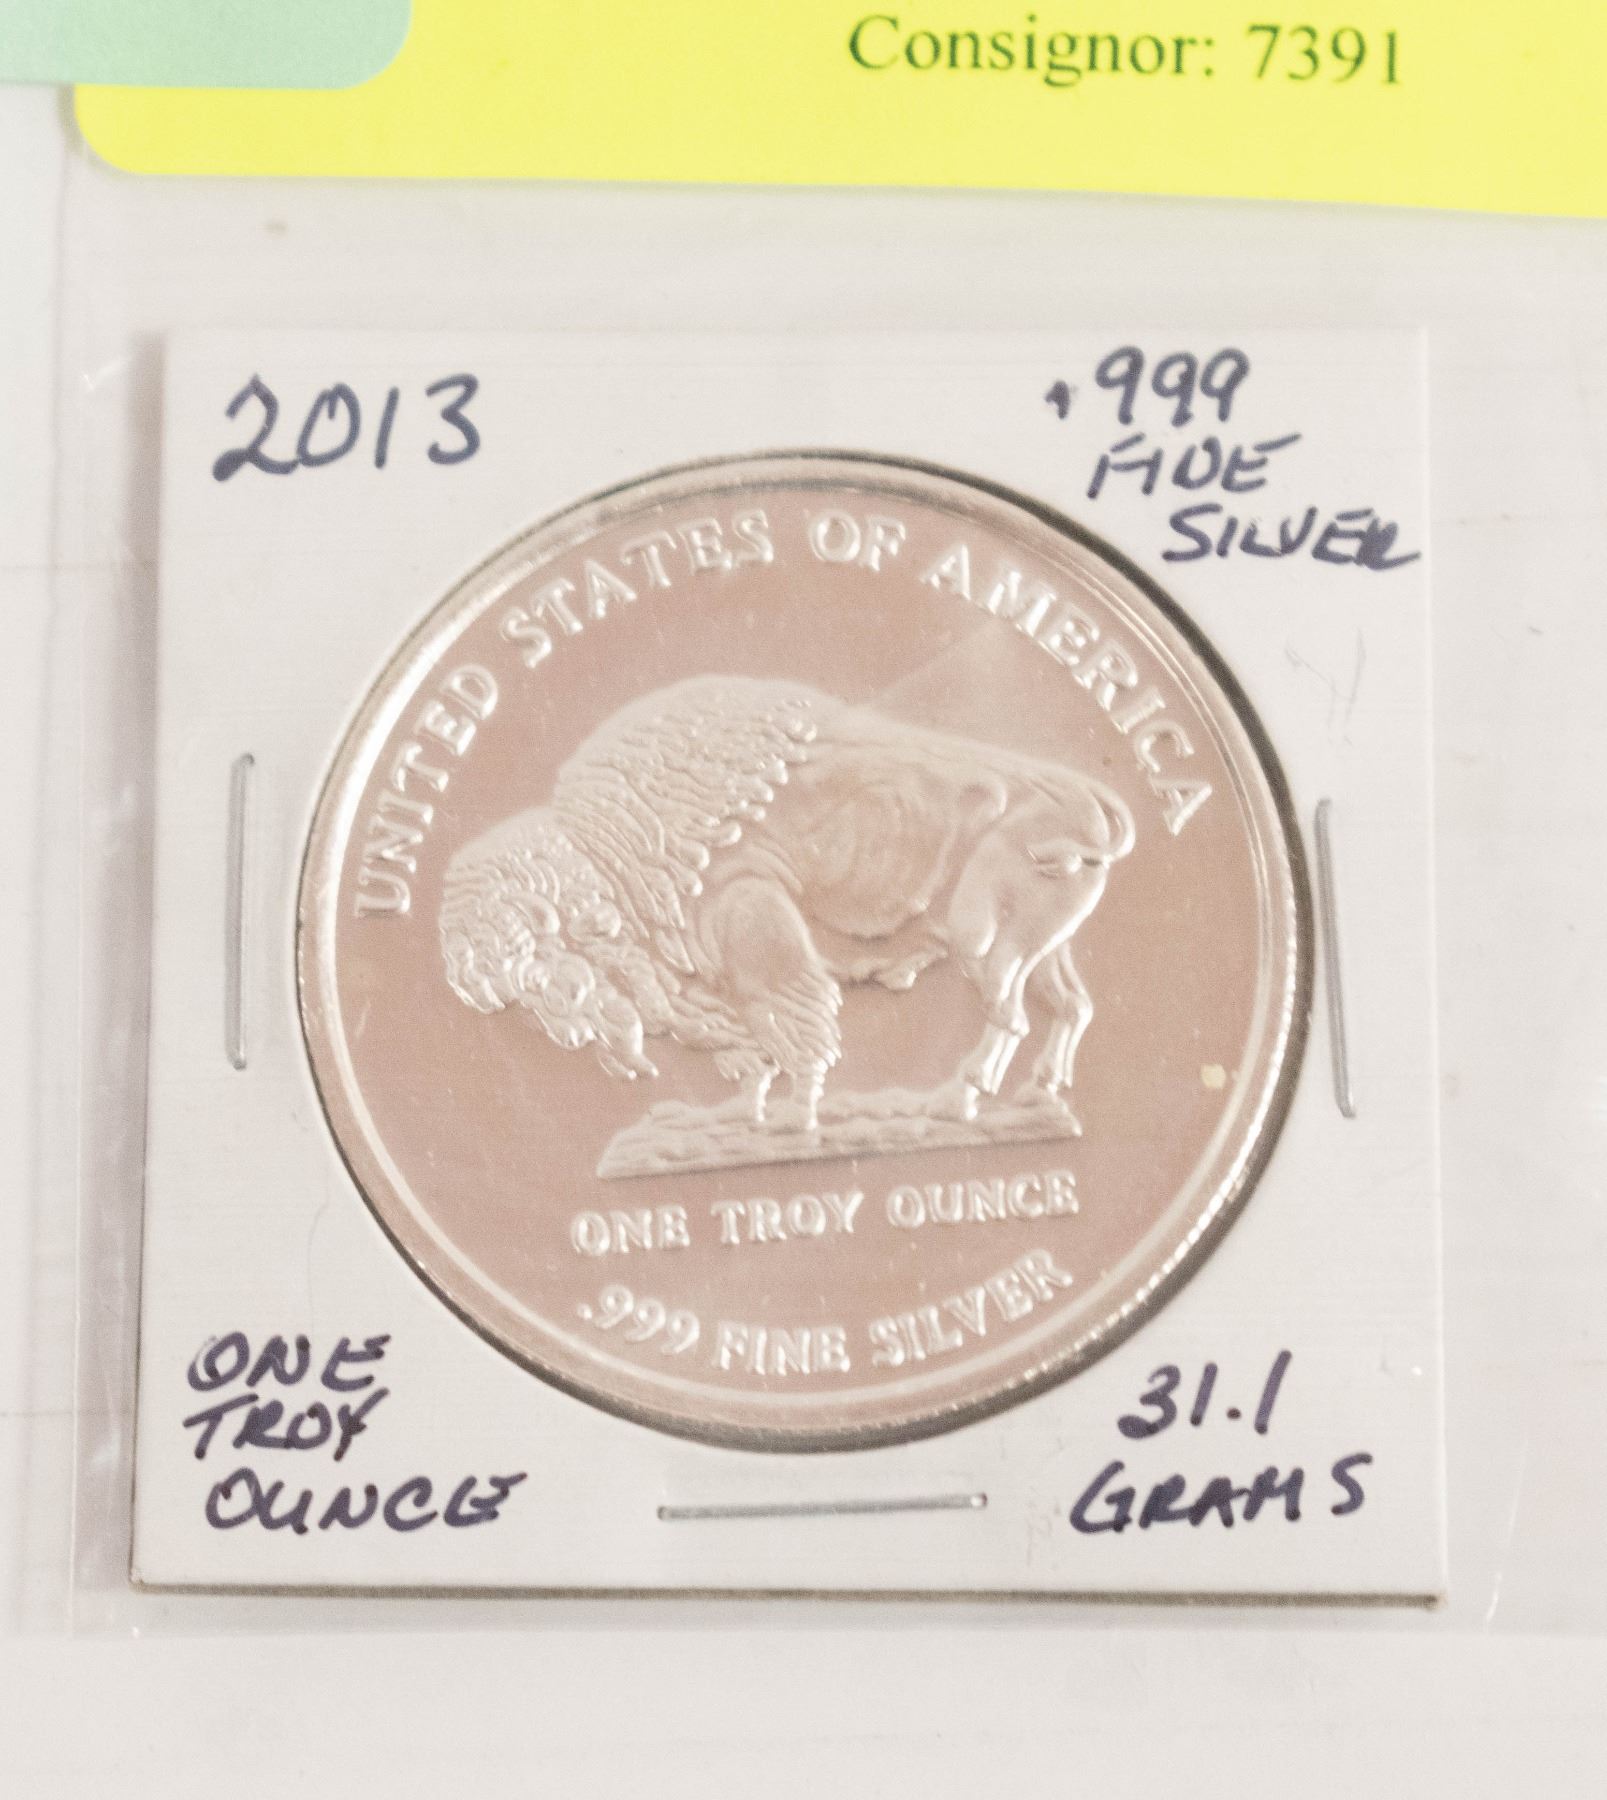 Consignor: 7391
2013
.999
FINE
SILVER
UNITED STATES OF AMERICA
ONE TROY OUNCE
.999 FINE SILVER
ONE
TROY
OUNCE
31.1
GRAMS